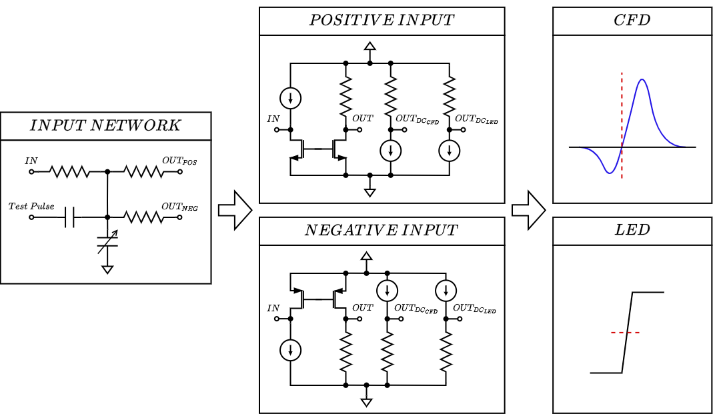 INPUT NETWORK
IN
OUT_POS
Test Pulse
OUT_NEG
POSITIVE INPUT
IN
OUT
OUT_DC_CFD
OUT_DC_LED
NEGATIVE INPUT
IN
OUT
OUT_DC_CFD
OUT_DC_LED
CFD
LED